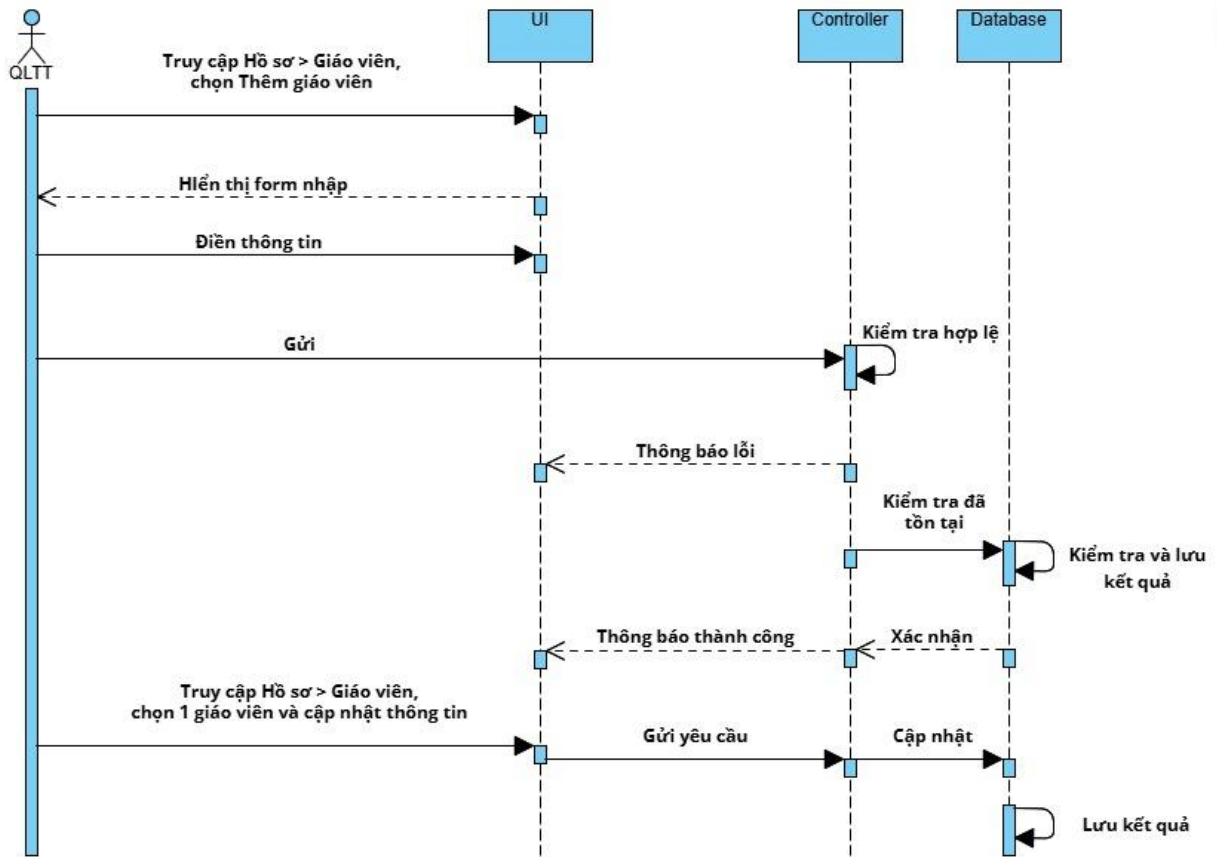 UI
Controller
Database
QLTT
Truy cập Hồ sơ > Giáo viên,
chọn Thêm giáo viên
HIển thị form nhập
Điền thông tin
Gửi
Kiểm tra hợp lệ
Thông báo lỗi
Kiểm tra đã
tồn tại
Kiểm tra và lưu
kết quả
Thông báo thành công
Xác nhận
Truy cập Hồ sơ > Giáo viên,
chọn 1 giáo viên và cập nhật thông tin
Gửi yêu cầu
Cập nhật
Lưu kết quả